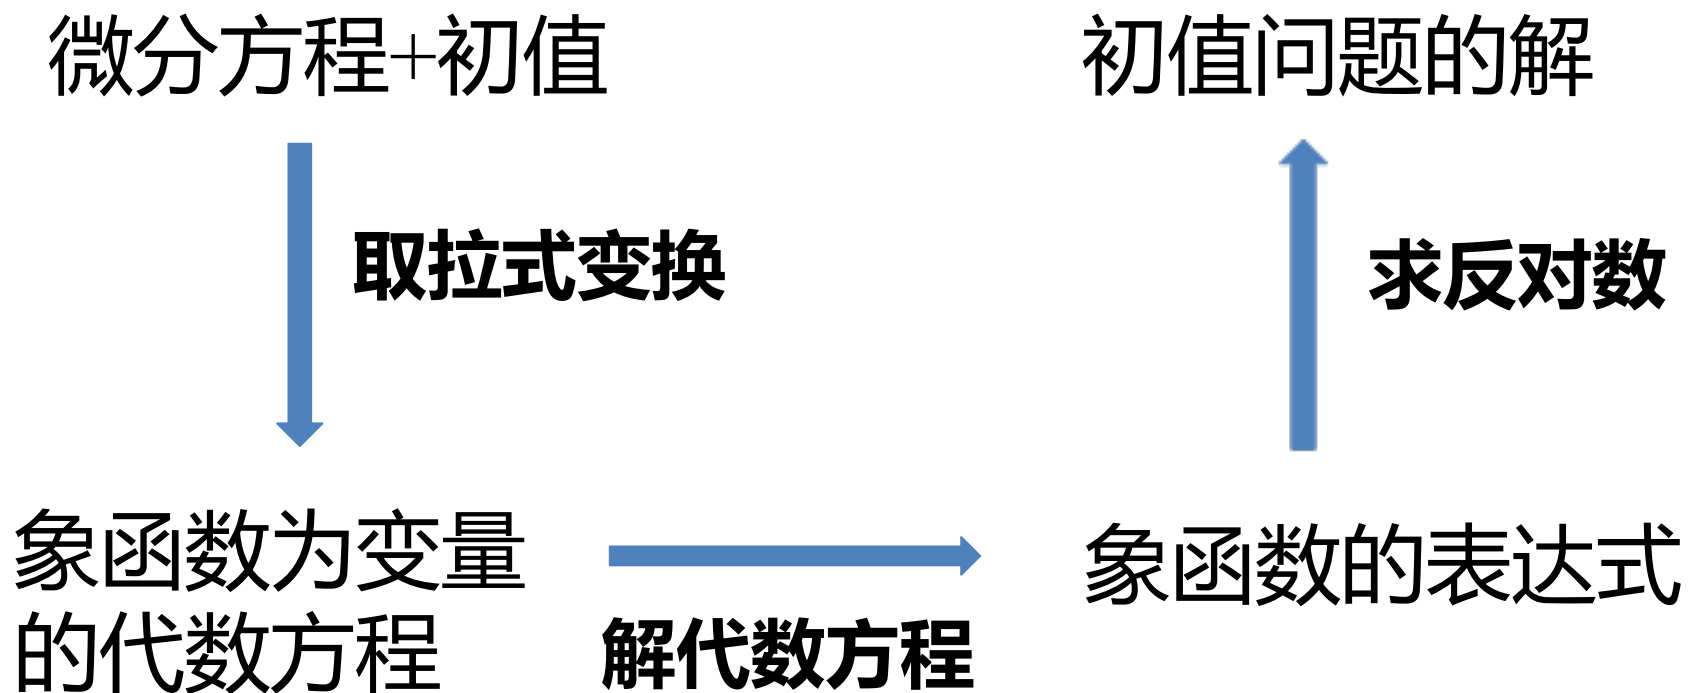 微分方程+初值
初值问题的解
取拉式变换
求反对数
象函数为变量
的代数方程
解代数方程
象函数的表达式